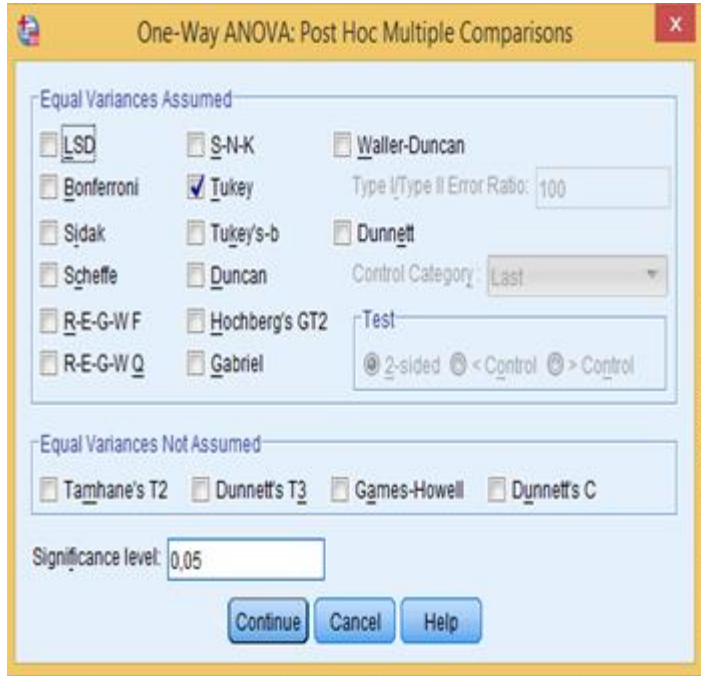 One-Way ANOVA: Post Hoc Multiple Comparisons
x
Equal Variances Assumed
LSD S-N-K Waller-Duncan
Bonferroni Tukey Type I/Type II Error Ratio: 100
Sidak Tukey's-b Dunnett
Scheffe Duncan Control Category : Last
R-E-G-W F Hochberg's GT2 Test
R-E-G-W Q Gabriel 2-sided < Control > Control
Equal Variances Not Assumed
Tamhane's T2 Dunnett's T3 Games-Howell Dunnett's C
Significance level: 0,05
Continue Cancel Help